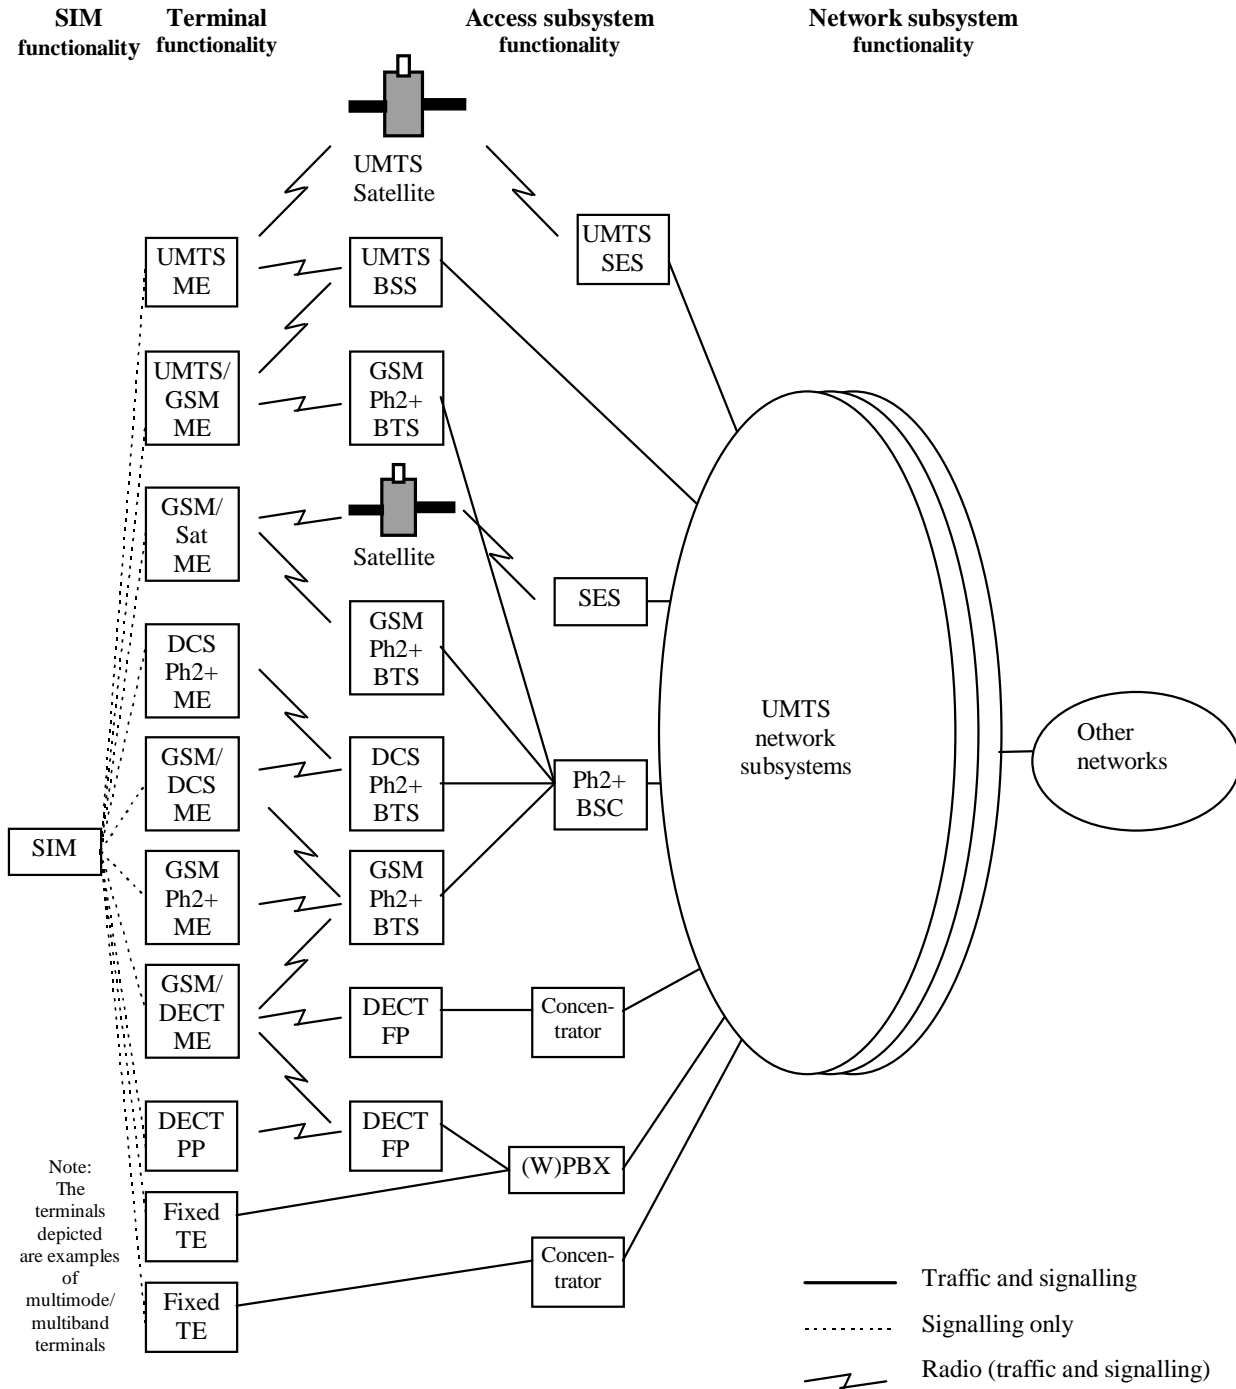 SIM
functionality
Terminal
functionality
Access subsystem
functionality
Network subsystem
functionality
UMTS
Satellite
UMTS
SES
UMTS
ME
UMTS
BSS
UMTS/
GSM
ME
GSM
Ph2+
BTS
GSM/
Sat
ME
Satellite
SES
GSM
Ph2+
BTS
DCS
Ph2+
ME
UMTS
network
subsystems
Other
networks
GSM/
DCS
ME
DCS
Ph2+
BTS
Ph2+
BSC
SIM
GSM
Ph2+
ME
GSM
Ph2+
BTS
GSM/
DECT
ME
DECT
FP
Concen-
trator
DECT
PP
DECT
FP
(W)PBX
Note:
The
terminals
depicted
are examples
of
multimode/
multiband
terminals
Fixed
TE
Concen-
trator
Fixed
TE
Traffic and signalling
Signalling only
Radio (traffic and signalling)